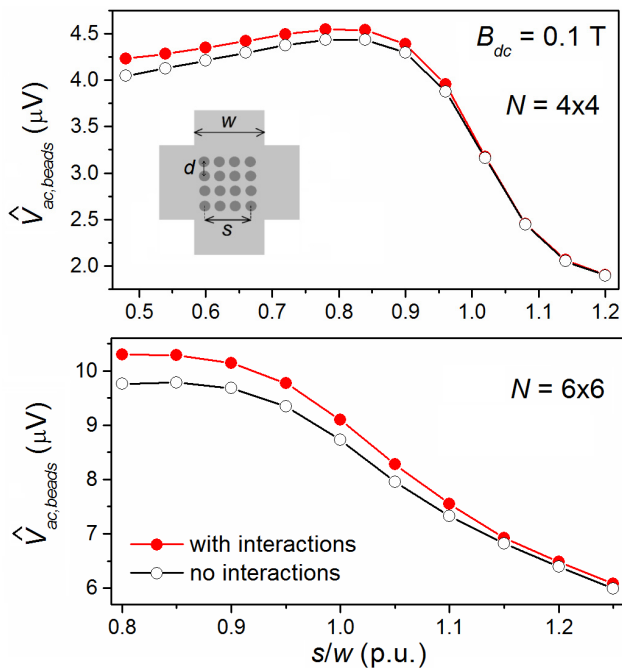 4.5
4.0
3.5
3.0
2.5
2.0
V̂ac,beads (μV)
Bdc = 0.1 T
N = 4x4
w
d
s
0.5 0.6 0.7 0.8 0.9 1.0 1.1 1.2
10
9
8
7
6
V̂ac,beads (μV)
N = 6x6
with interactions
no interactions
0.8 0.9 1.0 1.1 1.2
s/w (p.u.)